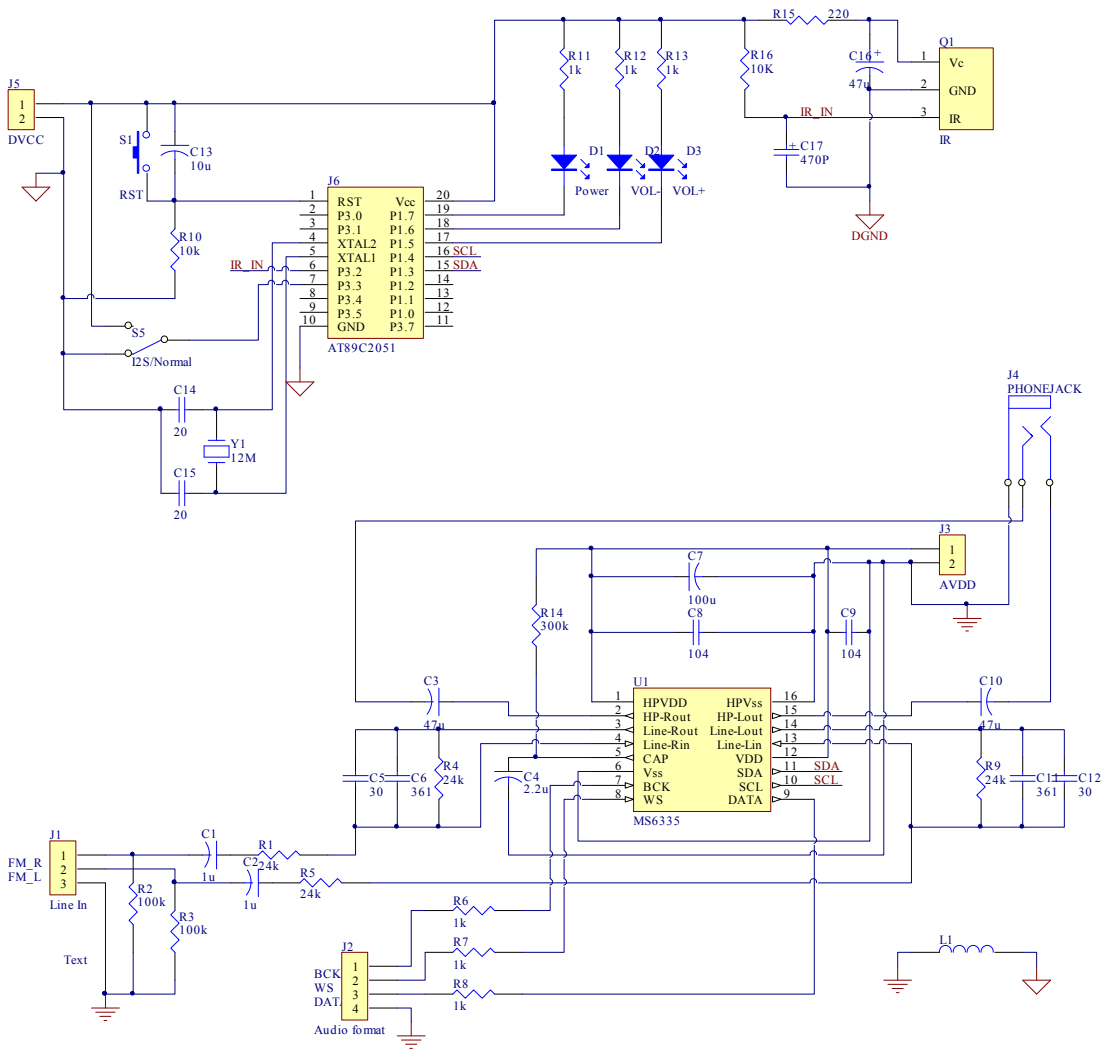 R15 220
Q1
R11 1k
R12 1k
R13 1k
R16 10K
C16 + 47u
1 Vc
2 GND
3 IR
IR
IR_IN
J5
1
2
DVCC
S1
RST
C13
10u
+ C17
470P
D1
Power
D2
VOL-
D3
VOL+
DGND
J6
1 RST Vcc 20
2 P3.0 P1.7 19
3 P3.1 P1.6 18
4 XTAL2 P1.5 17
5 XTAL1 P1.4 16 SCL
IR_IN 6 P3.2 P1.3 15 SDA
7 P3.3 P1.2 14
8 P3.4 P1.1 13
9 P3.5 P1.0 12
10 GND P3.7 11
AT89C2051
R10
10k
S5
I2S/Normal
C14
20
Y1
12M
C15
20
J4
PHONEJACK
J3
1
2
AVDD
C7
100u
C8
104
C9
104
R14
300k
U1
1 HPVDD HPVss 16
2 HP-Rout HP-Lout 15
3 Line-Rout Line-Lout 14
4 Line-Rin Line-Lin 13
5 CAP VDD 12
6 Vss SDA 11 SDA
7 BCK SCL 10 SCL
8 WS DATA 9
MS6335
C3
47u
C10
47u
C5
30
C6
361
R4
24k
C4
2.2u
R9
24k
C11
361
C12
30
J1
FM_R 1
FM_L 2
3
Line In
C1
1u
R1
24k
C2
1u
R5
24k
R2
100k
R3
100k
Text
R6
1k
R7
1k
R8
1k
J2
BCK 1
WS 2
DATA 3
4
Audio format
L1